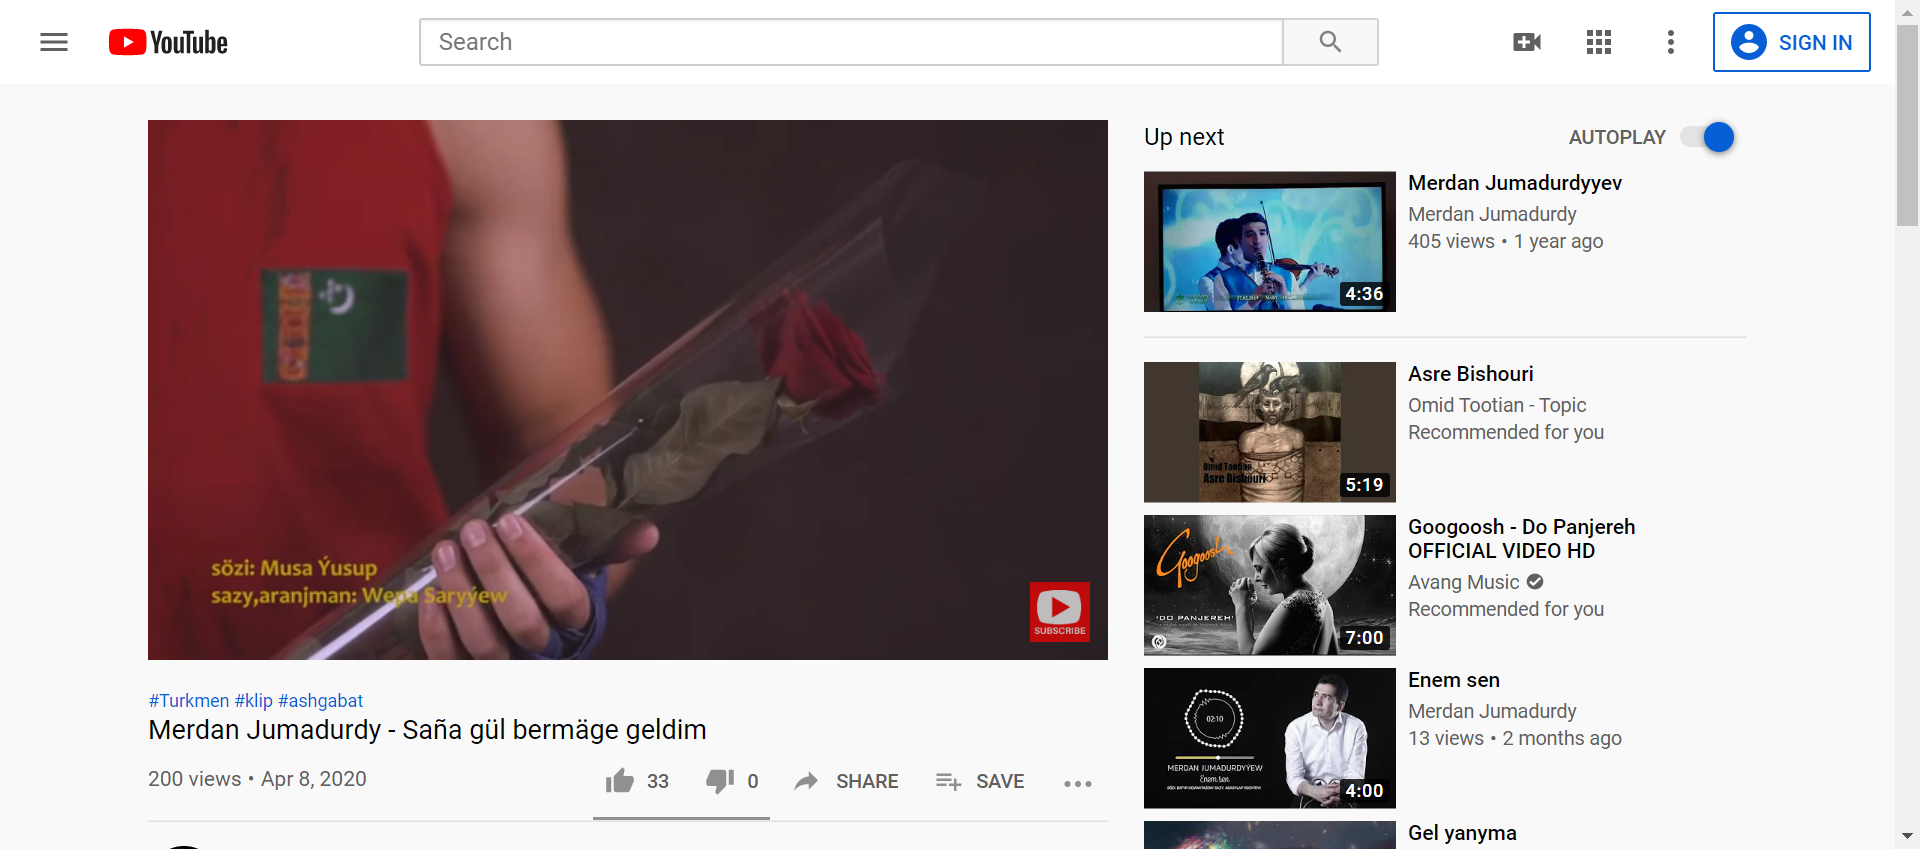 YouTube
Search
SIGN IN
sözi: Musa Ýusup
sazy,aranjman: Wepa Saryýew
SUBSCRIBE
#Turkmen #klip #ashgabat
Merdan Jumadurdy - Saňa gül bermäge geldim
200 views • Apr 8, 2020
33
0
SHARE
SAVE
Up next
AUTOPLAY
4:36
Merdan Jumadurdyyev
Merdan Jumadurdy
405 views • 1 year ago
Omid Tootian
Asre Bishouri
5:19
Asre Bishouri
Omid Tootian - Topic
Recommended for you
Googoosh
'DO PANJEREH'
7:00
Googoosh - Do Panjereh
OFFICIAL VIDEO HD
Avang Music
Recommended for you
02:10
MERDAN JUMADURDYYEW
Enem sen
4:00
Enem sen
Merdan Jumadurdy
13 views • 2 months ago
Gel yanyma